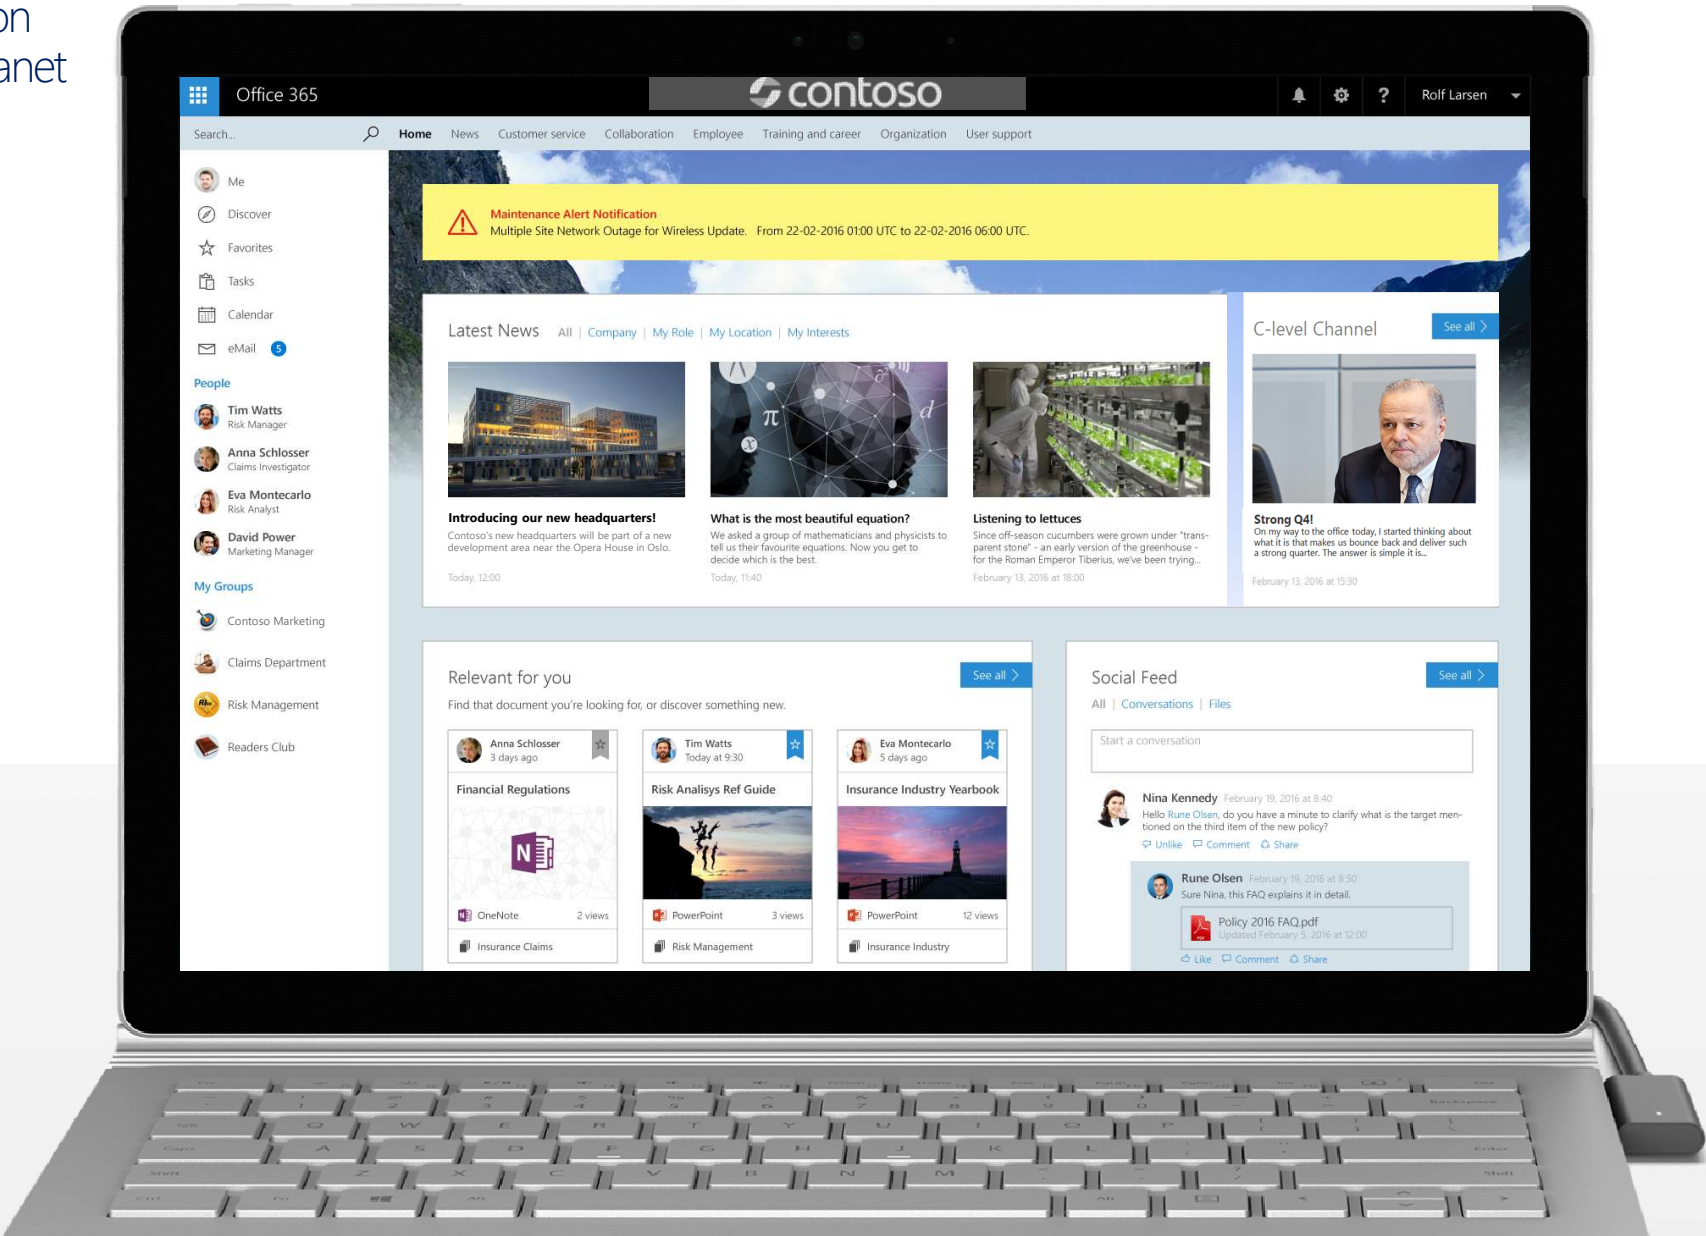 on
anet
Office 365
contoso
Rolf Larsen
Search...
Home News Customer service Collaboration Employee Training and career Organization User support
Me
Discover
Favorites
Tasks
Calendar
eMail 5
People
Tim Watts
Risk Manager
Anna Schlosser
Claims Investigator
Eva Montecarlo
Risk Analyst
David Power
Marketing Manager
My Groups
Contoso Marketing
Claims Department
Risk Management
Readers Club
Maintenance Alert Notification
Multiple Site Network Outage for Wireless Update. From 22-02-2016 01:00 UTC to 22-02-2016 06:00 UTC.
Latest News All | Company | My Role | My Location | My Interests
Introducing our new headquarters!
Contoso's new headquarters will be part of a new
development area near the Opera House in Oslo.
Today, 12:00
π
d
What is the most beautiful equation?
We asked a group of mathematicians and physicists to
tell us their favourite equations. Now you get to
decide which is the best.
Today, 11:40
Listening to lettuces
Since off-season cucumbers were grown under "trans-
parent stone" - an early version of the greenhouse -
for the Roman Emperor Tiberius, we've been trying...
February 13, 2016 at 18:00
C-level Channel
See all >
Strong Q4!
On my way to the office today, I started thinking about
what it is that makes us bounce back and deliver such
a strong quarter. The answer is simple it is...
February 13, 2016 at 15:30
Relevant for you
See all >
Find that document you're looking for, or discover something new.
Anna Schlosser
3 days ago
Financial Regulations
N
OneNote 2 views
Insurance Claims
Tim Watts
Today at 9:30
Risk Analisys Ref Guide
PowerPoint 3 views
Risk Management
Eva Montecarlo
5 days ago
Insurance Industry Yearbook
PowerPoint 12 views
Insurance Industry
Social Feed
See all >
All | Conversations | Files
Start a conversation
Nina Kennedy February 19, 2016 at 8:40
Hello Rune Olsen, do you have a minute to clarify what is the target men-
tioned on the third item of the new policy?
Unlike Comment Share
Rune Olsen February 19, 2016 at 8:50
Sure Nina, this FAQ explains it in detail.
Policy 2016 FAQ.pdf
Updated February 5, 2016 at 12:00
Like Comment Share